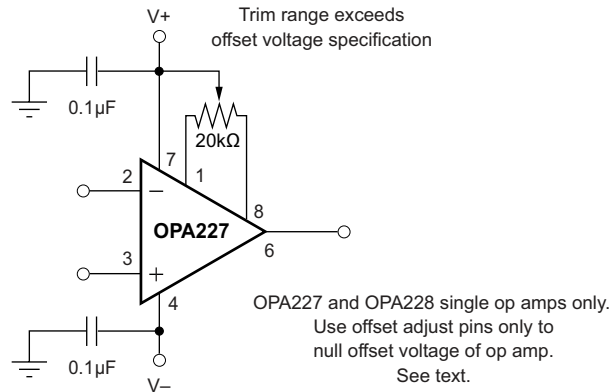 V+
Trim range exceeds
offset voltage specification
0.1µF
20kΩ
7
1
2
−
8
OPA227
6
3
+
4
OPA227 and OPA228 single op amps only.
Use offset adjust pins only to
null offset voltage of op amp.
See text.
0.1µF
V−